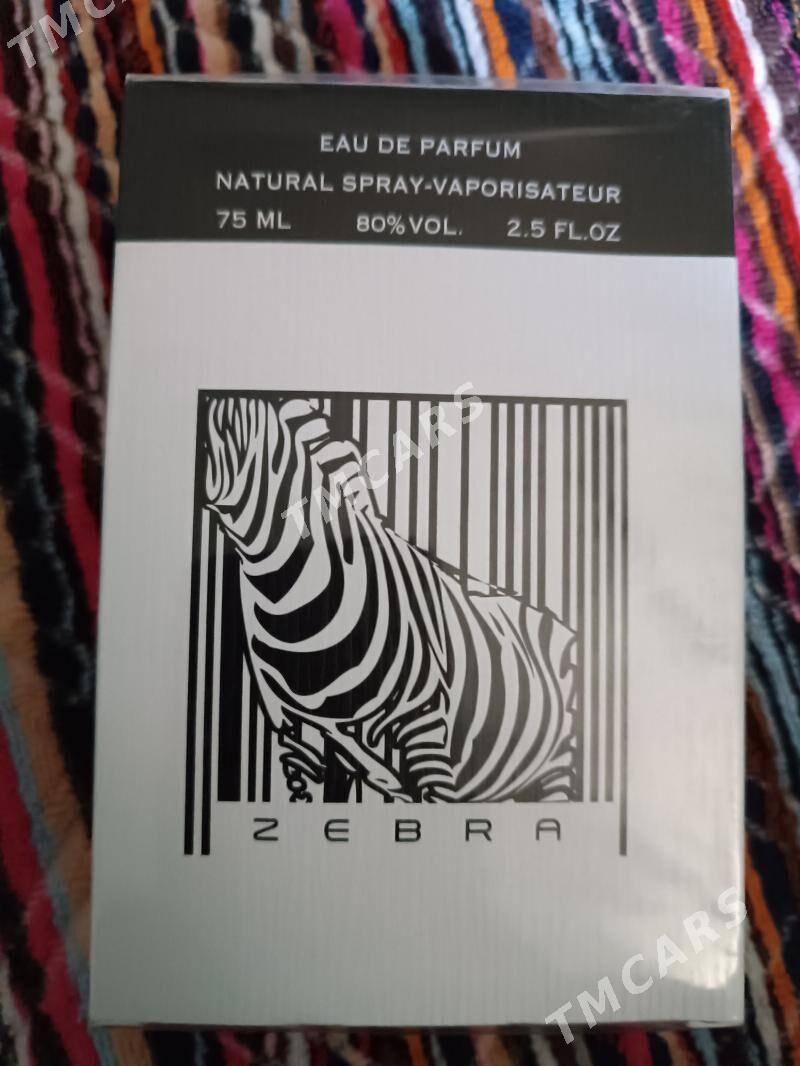 TMCARS
EAU DE PARFUM
NATURAL SPRAY-VAPORISATEUR
75 ML 80% VOL. 2.5 FL.OZ
TMCARS
ZEBRA
TMCARS